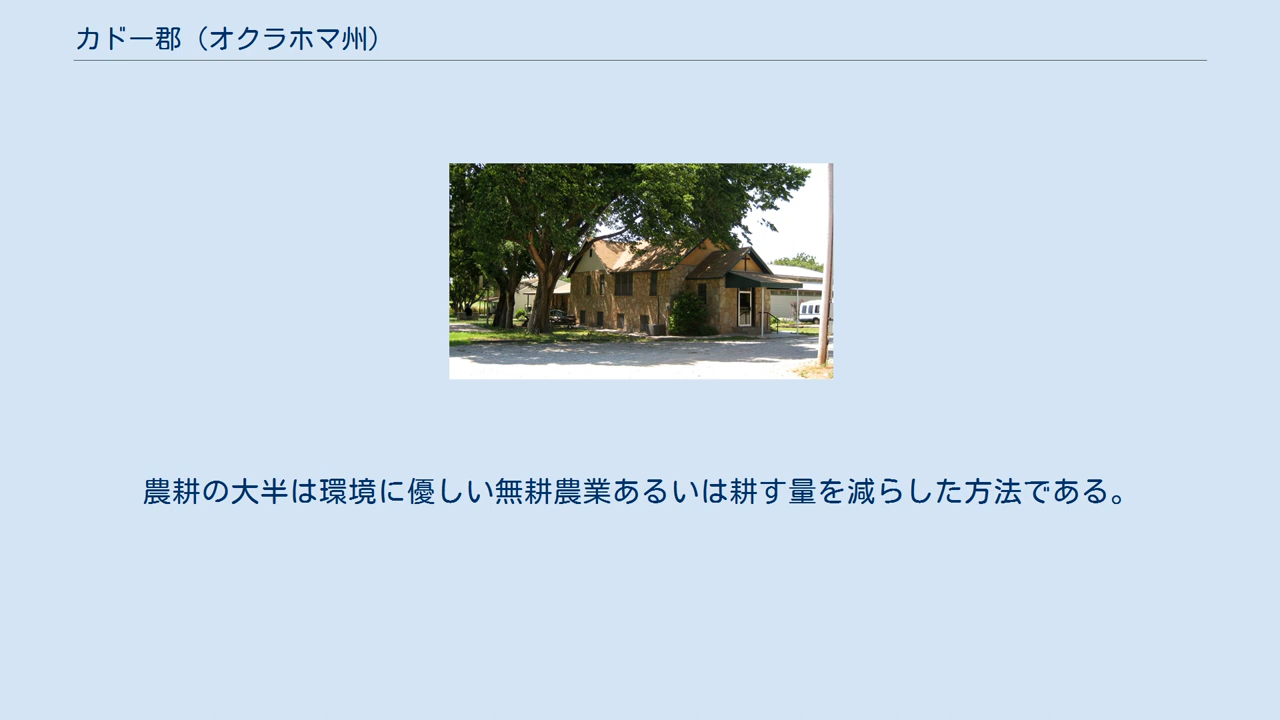 カドー郡（オクラホマ州）
農耕の大半は環境に優しい無耕農業あるいは耕す量を減らした方法である。